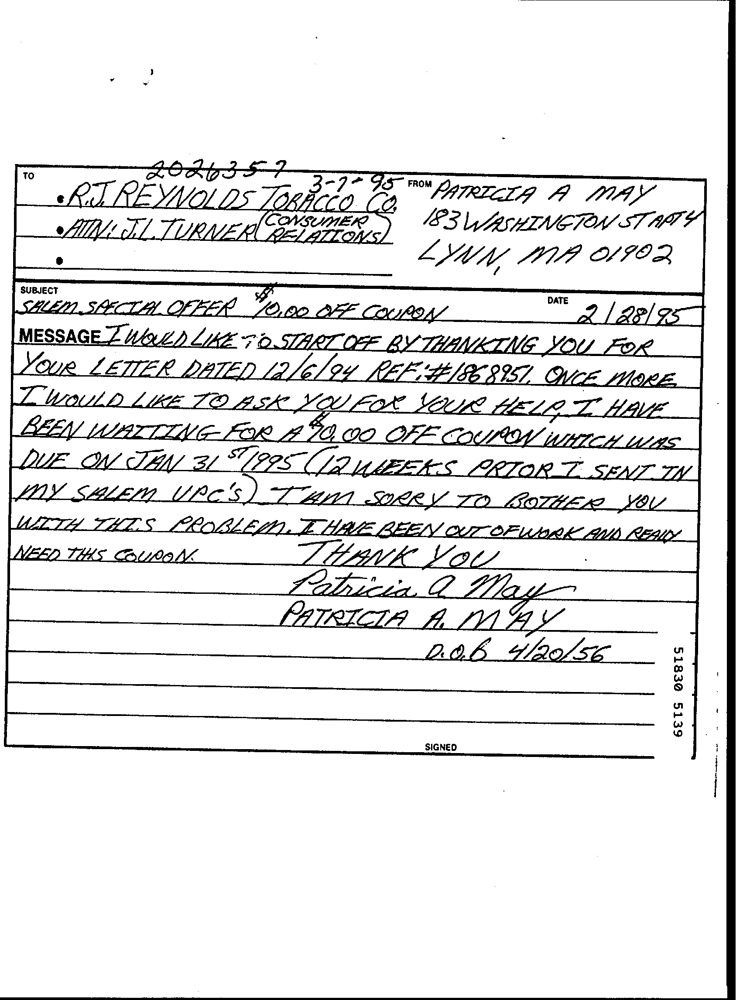 2026357
3-7-95
TO
• R.J. REYNOLDS TOBACCO CO.
• ATTN: J.L. TURNER (CONSUMER RELATIONS)
•
FROM PATRICIA A MAY
183 WASHINGTON ST APT 4
LYNN, MA 01902
SUBJECT
SALEM SPECIAL OFFER $10.00 OFF COUPON
DATE
2/28/95
MESSAGE I WOULD LIKE TO START OFF BY THANKING YOU FOR
YOUR LETTER DATED 12/6/94 REF:#1868951. ONCE MORE
I WOULD LIKE TO ASK YOU FOR YOUR HELP, I HAVE
BEEN WAITING FOR A $10.00 OFF COUPON WHICH WAS
DUE ON JAN 31ST 1995 (12 WEEKS PRIOR I SENT IN
MY SALEM UPC'S) I AM SORRY TO BOTHER YOU
WITH THIS PROBLEM. I HAVE BEEN OUT OF WORK AND REALLY
NEED THIS COUPON. THANK YOU
Patricia A May
PATRICIA A. MAY
D.O.B 4/20/56
SIGNED
51830 5139